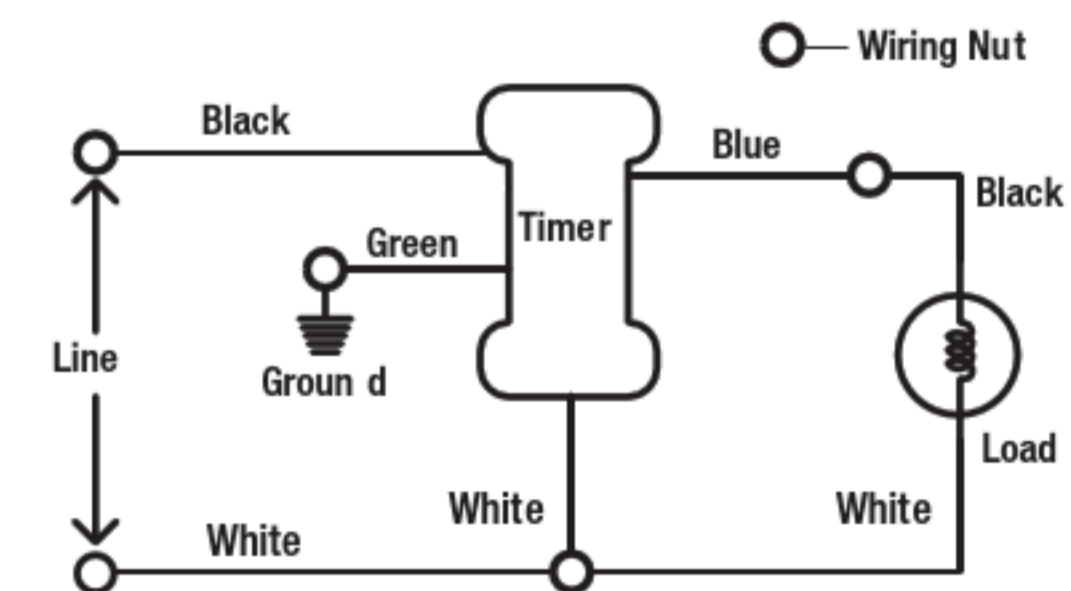 Wiring Nut
Black
Blue
Black
Timer
Green
Line
Groun d
Load
White
White
White